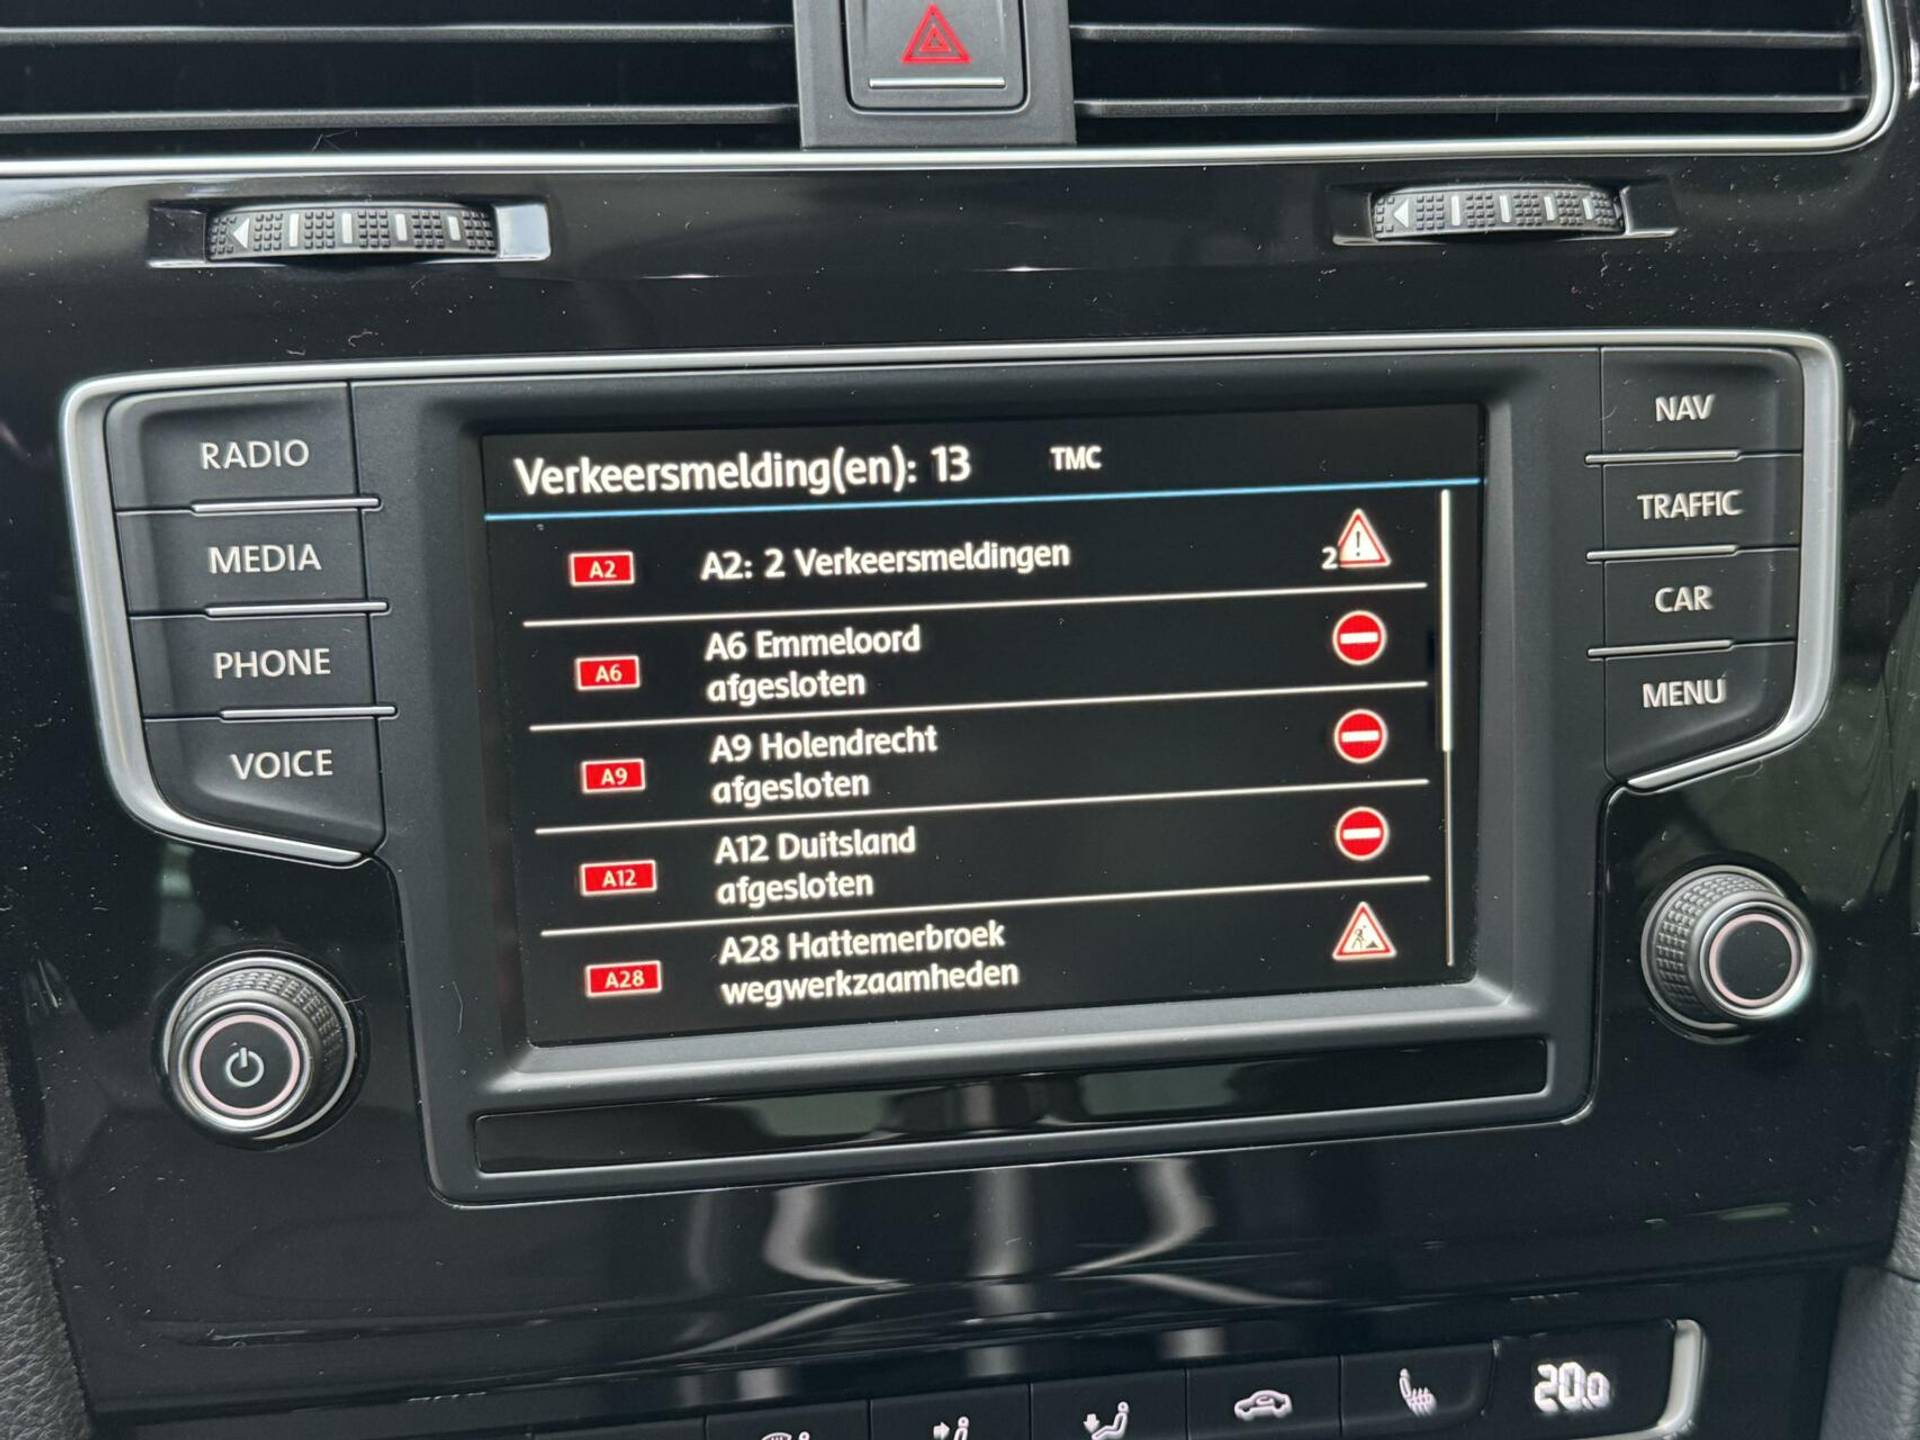 RADIO
MEDIA
PHONE
VOICE
Verkeersmelding(en): 13 TMC
A2 A2: 2 Verkeersmeldingen 2
A6 A6 Emmeloord
afgesloten
A9 A9 Holendrecht
afgesloten
A12 A12 Duitsland
afgesloten
A28 A28 Hattemerbroek
wegwerkzaamheden
NAV
TRAFFIC
CAR
MENU
20.0